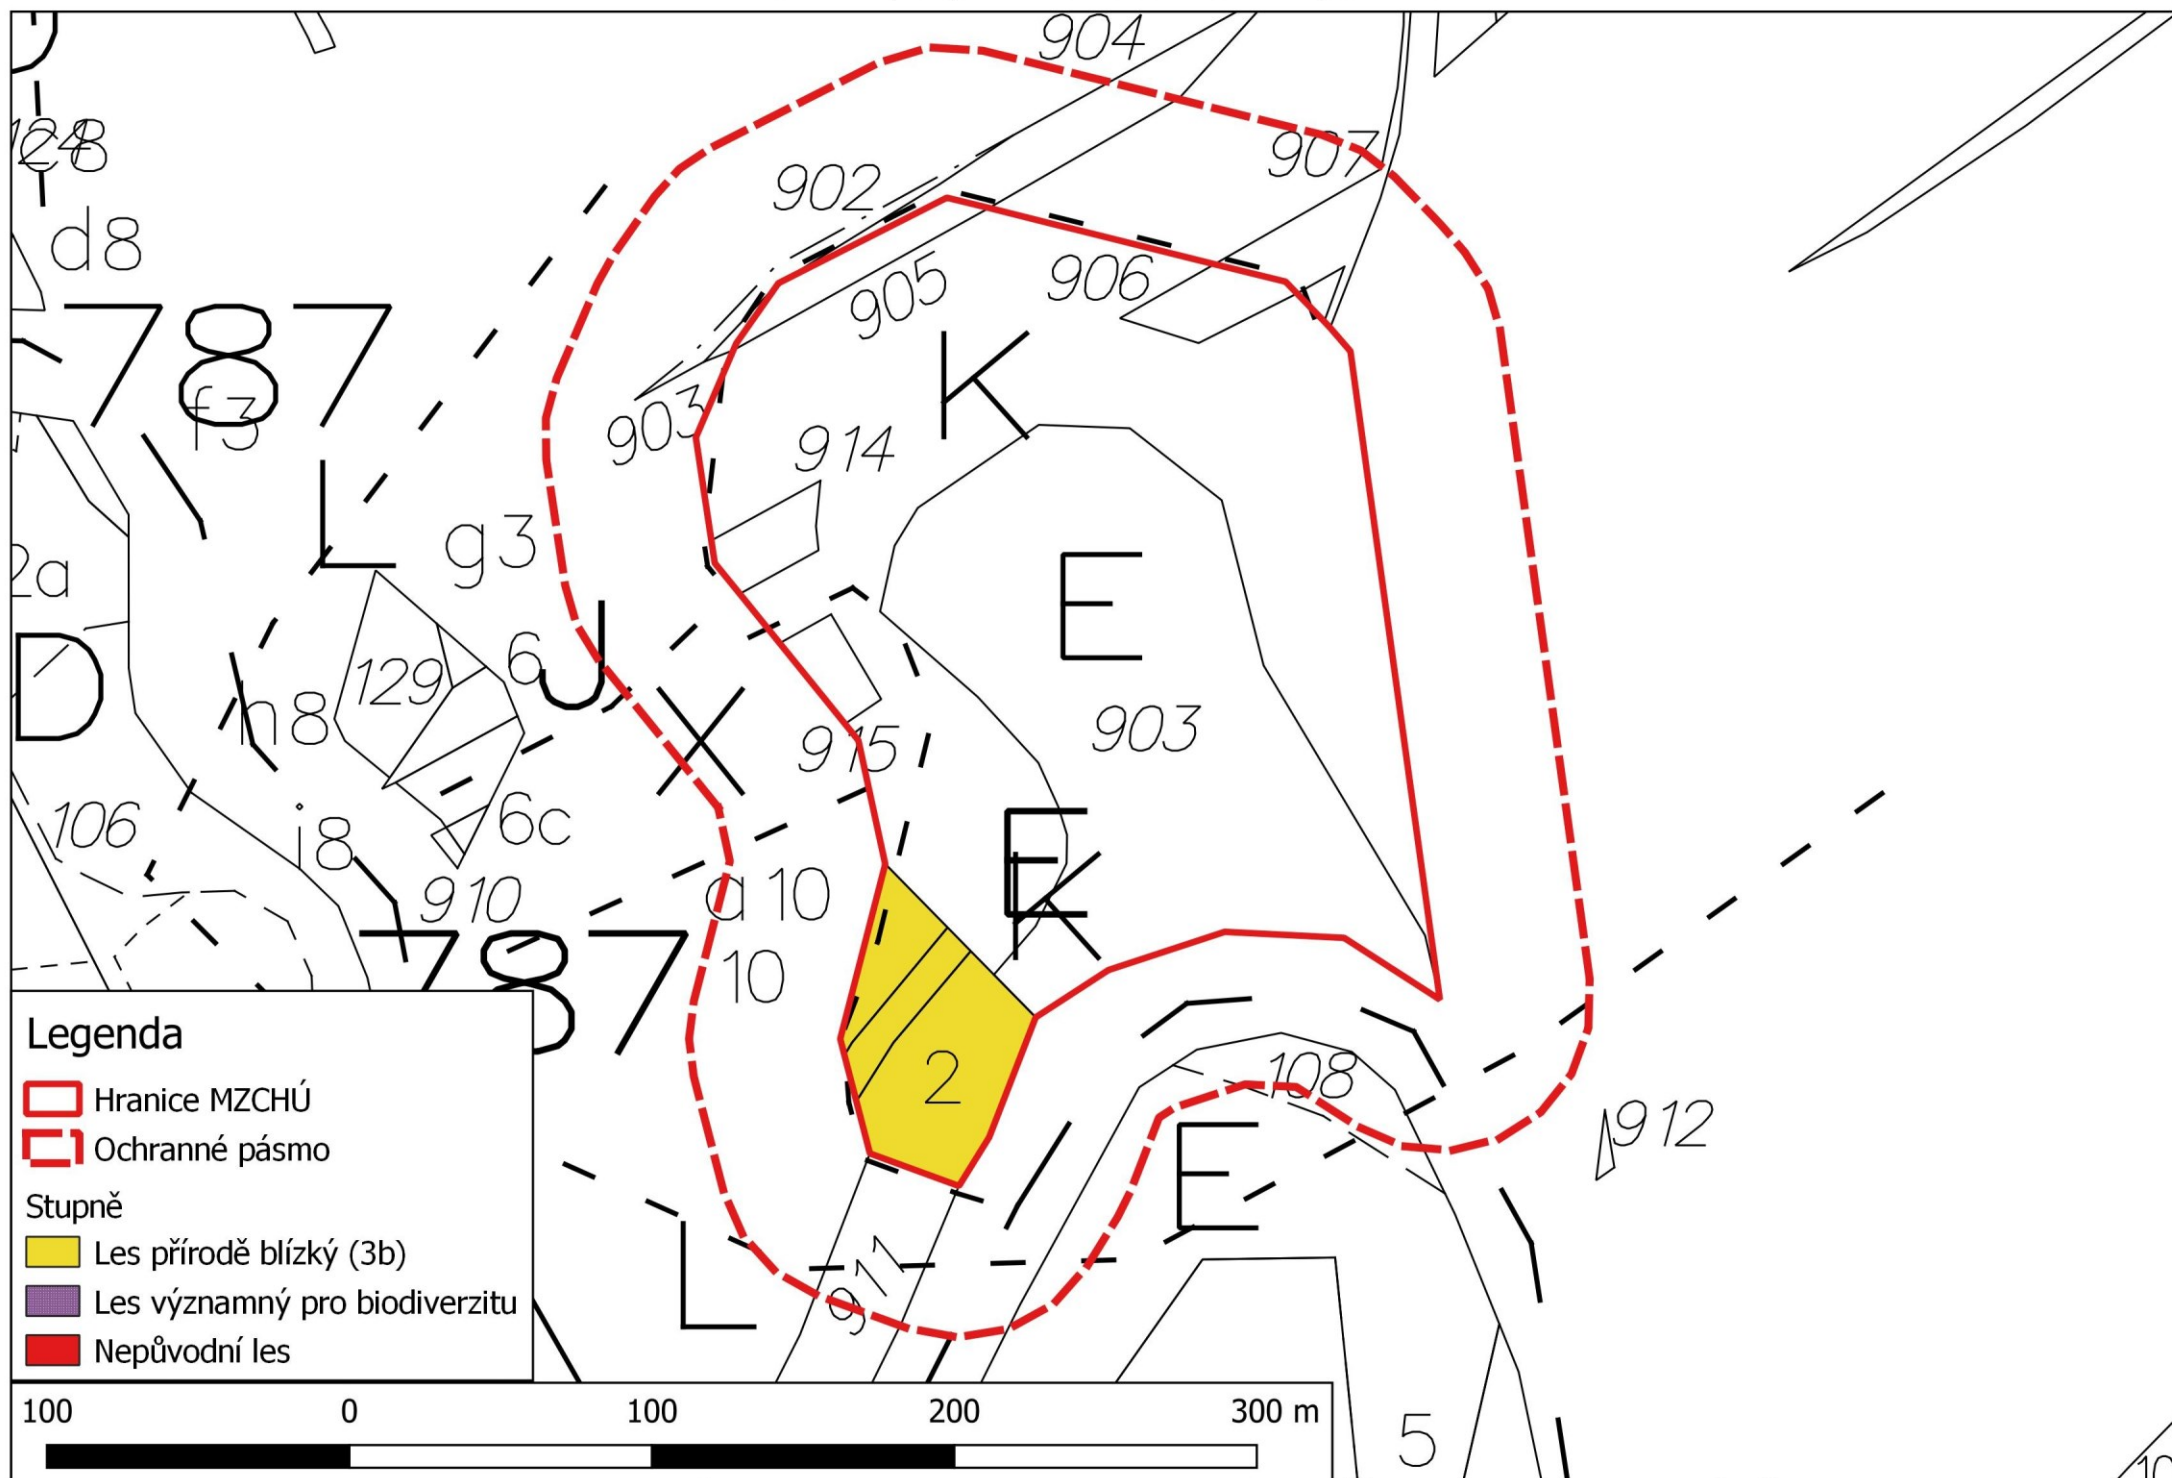 904
907
902
d8
905
906
787
K
f3
903
914
L
g3
E
2a
6
J
129
D
h8
X
915
903
106
i8
6c
E
K
910
a10
787
10
2
108
912
E
911
L
5
10
Legenda
Hranice MZCHÚ
Ochranné pásmo
Stupně
Les přírodě blízký (3b)
Les významný pro biodiverzitu
Nepůvodní les
100 0 100 200 300 m